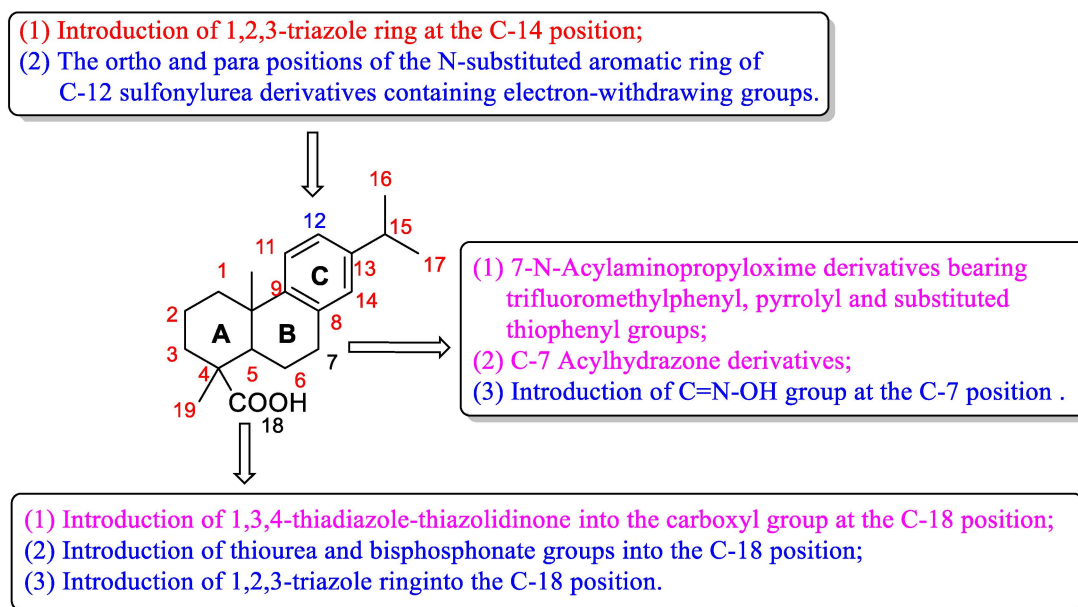 (1) Introduction of 1,2,3-triazole ring at the C-14 position;
(2) The ortho and para positions of the N-substituted aromatic ring of
C-12 sulfonylurea derivatives containing electron-withdrawing groups.
16
12
15
11
17
1
C
13
9
14
2
A
B
8
3
7
4
5
6
19
COOH
18
(1) 7-N-Acylaminopropyloxime derivatives bearing
trifluoromethylphenyl, pyrrolyl and substituted
thiophenyl groups;
(2) C-7 Acylhydrazone derivatives;
(3) Introduction of C=N-OH group at the C-7 position .
(1) Introduction of 1,3,4-thiadiazole-thiazolidinone into the carboxyl group at the C-18 position;
(2) Introduction of thiourea and bisphosphonate groups into the C-18 position;
(3) Introduction of 1,2,3-triazole ringinto the C-18 position.